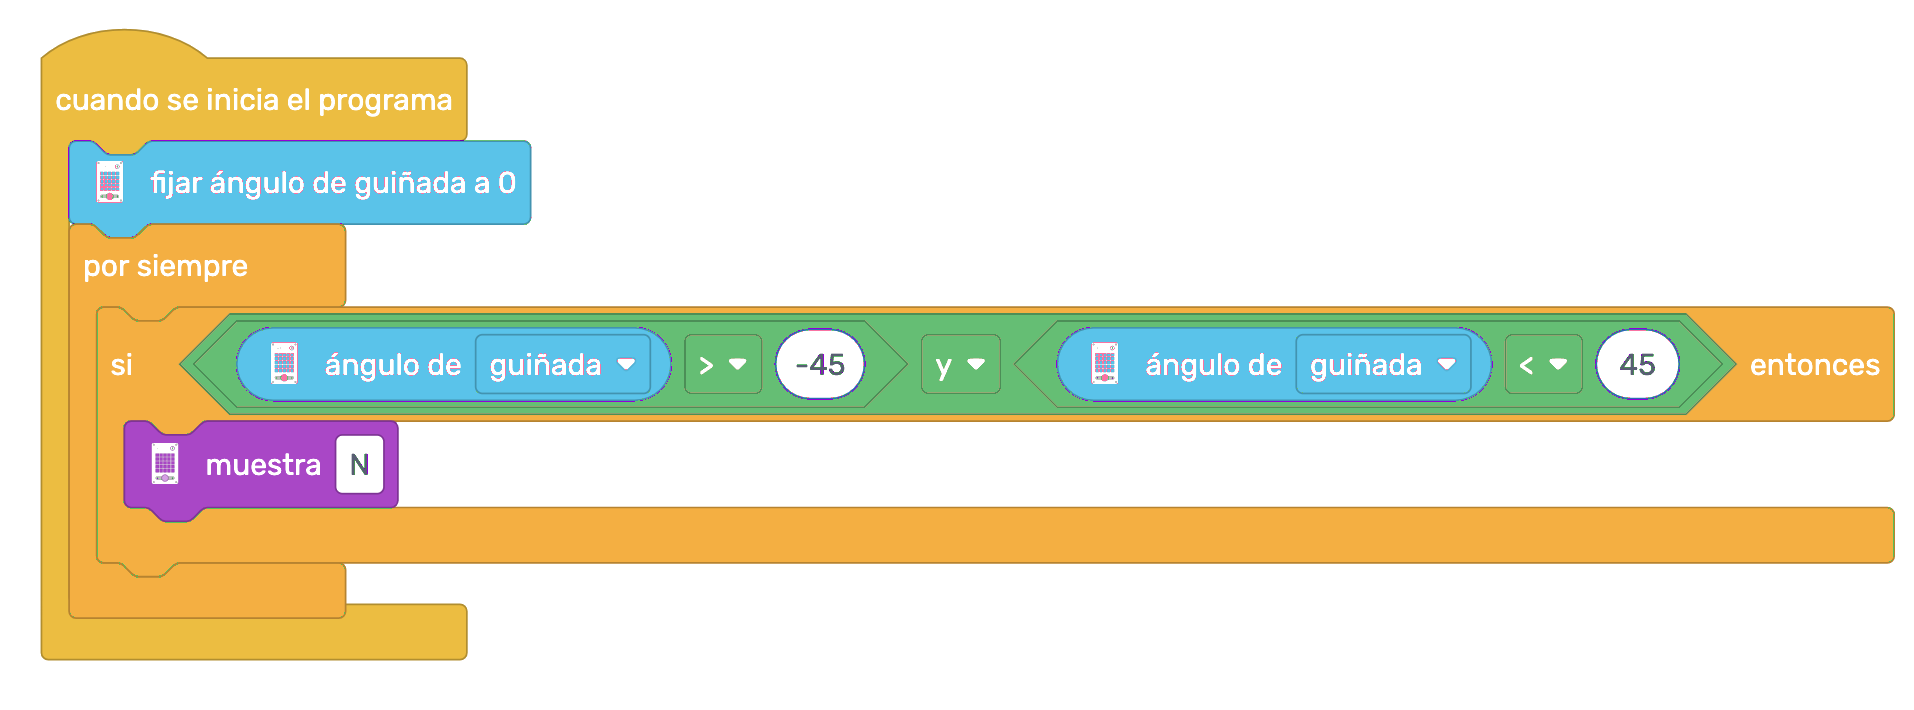 cuando se inicia el programa
fijar ángulo de guiñada a 0
por siempre
si ángulo de guiñada > -45 y ángulo de guiñada < 45 entonces
muestra N